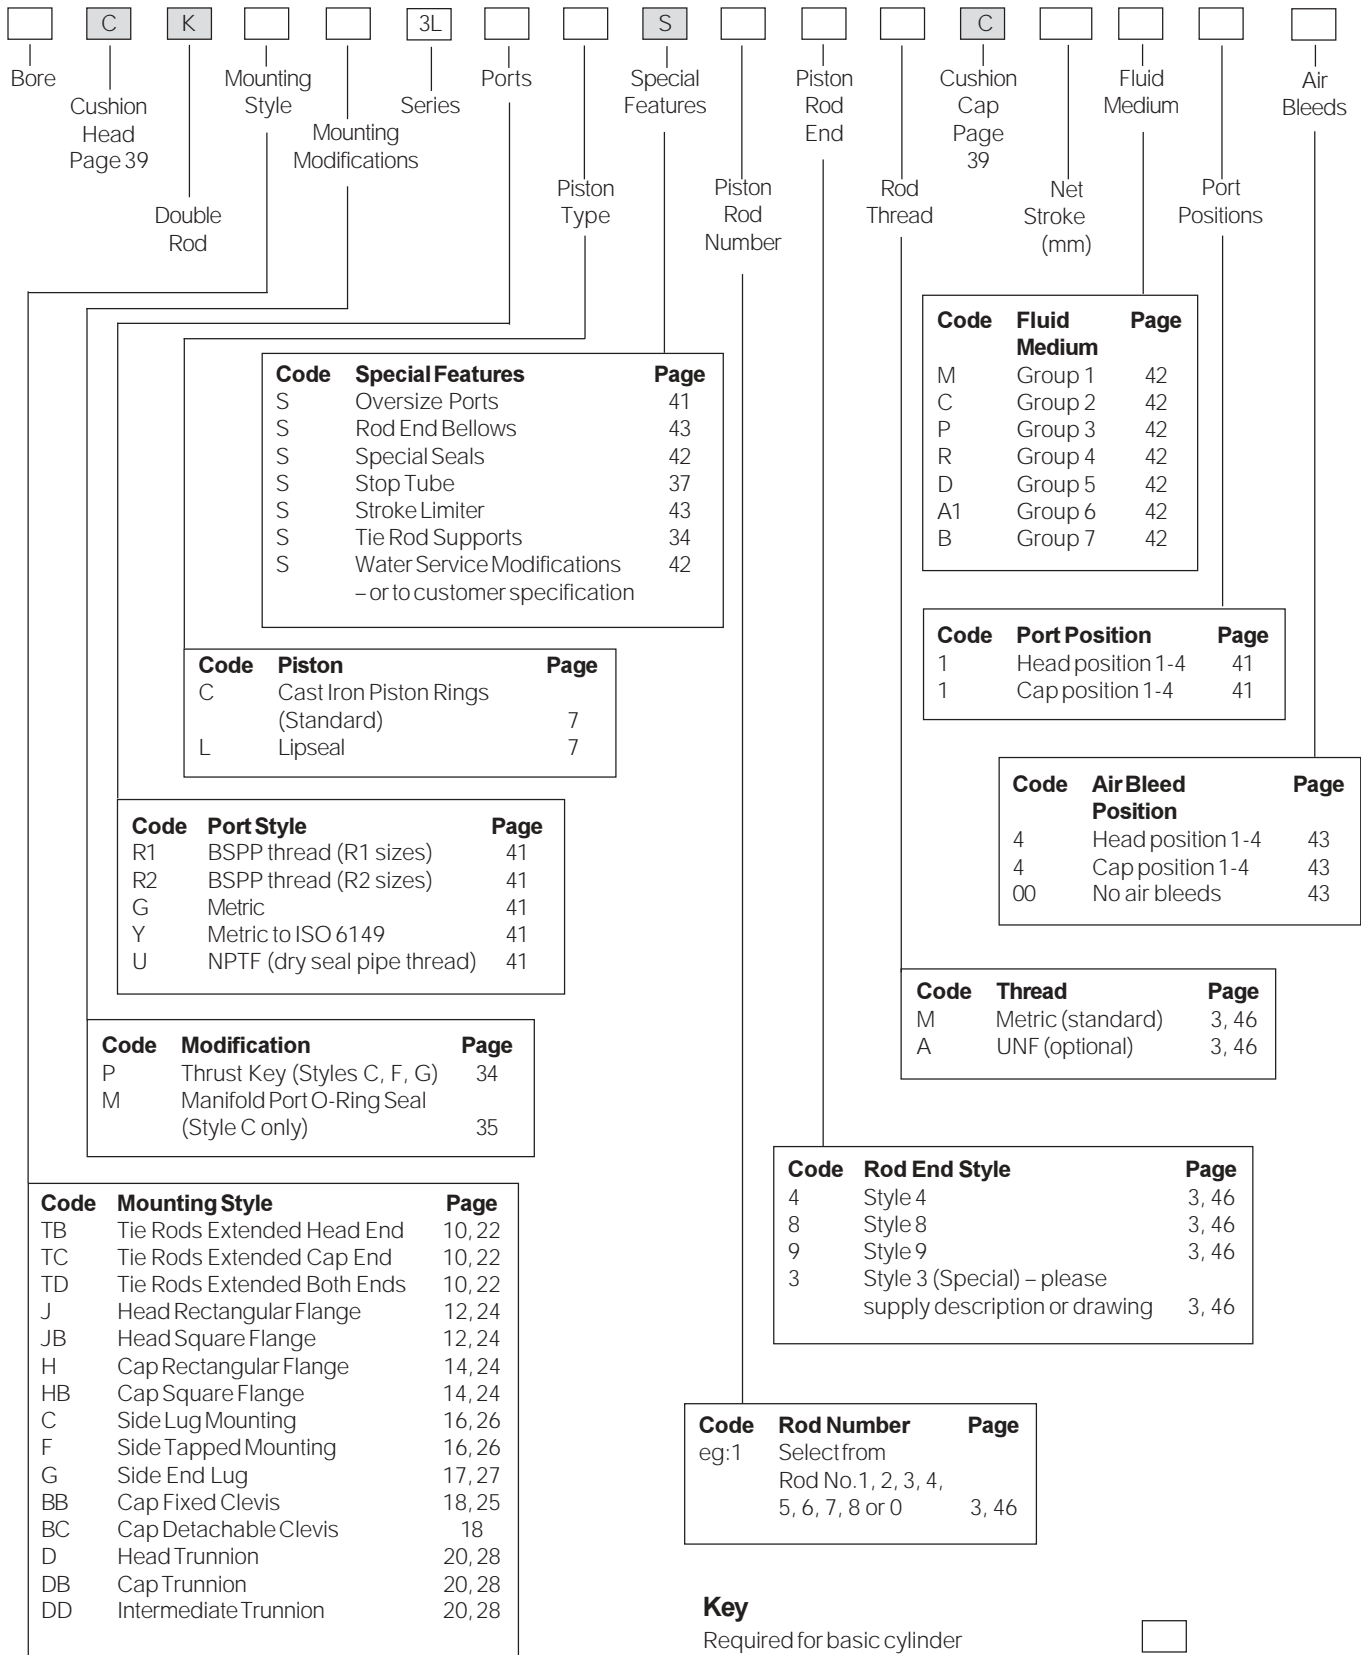 C K 3L S C
Bore
Cushion
Head
Page 39
Double
Rod
Mounting
Style
Mounting
Modifications
Series
Ports
Piston
Type
Special
Features
Piston
Rod
Number
Piston
Rod
End
Rod
Thread
Cushion
Cap
Page
39
Net
Stroke
(mm)
Fluid
Medium
Port
Positions
Air
Bleeds
Code Fluid Medium Page
M Group 1 42
C Group 2 42
P Group 3 42
R Group 4 42
D Group 5 42
A1 Group 6 42
B Group 7 42
Code Special Features Page
S Oversize Ports 41
S Rod End Bellows 43
S Special Seals 42
S Stop Tube 37
S Stroke Limiter 43
S Tie Rod Supports 34
S Water Service Modifications 42
– or to customer specification
Code Port Position Page
1 Head position 1-4 41
1 Cap position 1-4 41
Code Piston Page
C Cast Iron Piston Rings
(Standard) 7
L Lipseal 7
Code Air Bleed Position Page
4 Head position 1-4 43
4 Cap position 1-4 43
00 No air bleeds 43
Code Port Style Page
R1 BSPP thread (R1 sizes) 41
R2 BSPP thread (R2 sizes) 41
G Metric 41
Y Metric to ISO 6149 41
U NPTF (dry seal pipe thread) 41
Code Thread Page
M Metric (standard) 3, 46
A UNF (optional) 3, 46
Code Modification Page
P Thrust Key (Styles C, F, G) 34
M Manifold Port O-Ring Seal
(Style C only) 35
Code Rod End Style Page
4 Style 4 3, 46
8 Style 8 3, 46
9 Style 9 3, 46
3 Style 3 (Special) – please
supply description or drawing 3, 46
Code Mounting Style Page
TB Tie Rods Extended Head End 10, 22
TC Tie Rods Extended Cap End 10, 22
TD Tie Rods Extended Both Ends 10, 22
J Head Rectangular Flange 12, 24
JB Head Square Flange 12, 24
H Cap Rectangular Flange 14, 24
HB Cap Square Flange 14, 24
C Side Lug Mounting 16, 26
F Side Tapped Mounting 16, 26
G Side End Lug 17, 27
BB Cap Fixed Clevis 18, 25
BC Cap Detachable Clevis 18
D Head Trunnion 20, 28
DB Cap Trunnion 20, 28
DD Intermediate Trunnion 20, 28
Code Rod Number Page
eg:1 Select from
Rod No.1, 2, 3, 4,
5, 6, 7, 8 or 0 3, 46
Key
Required for basic cylinder